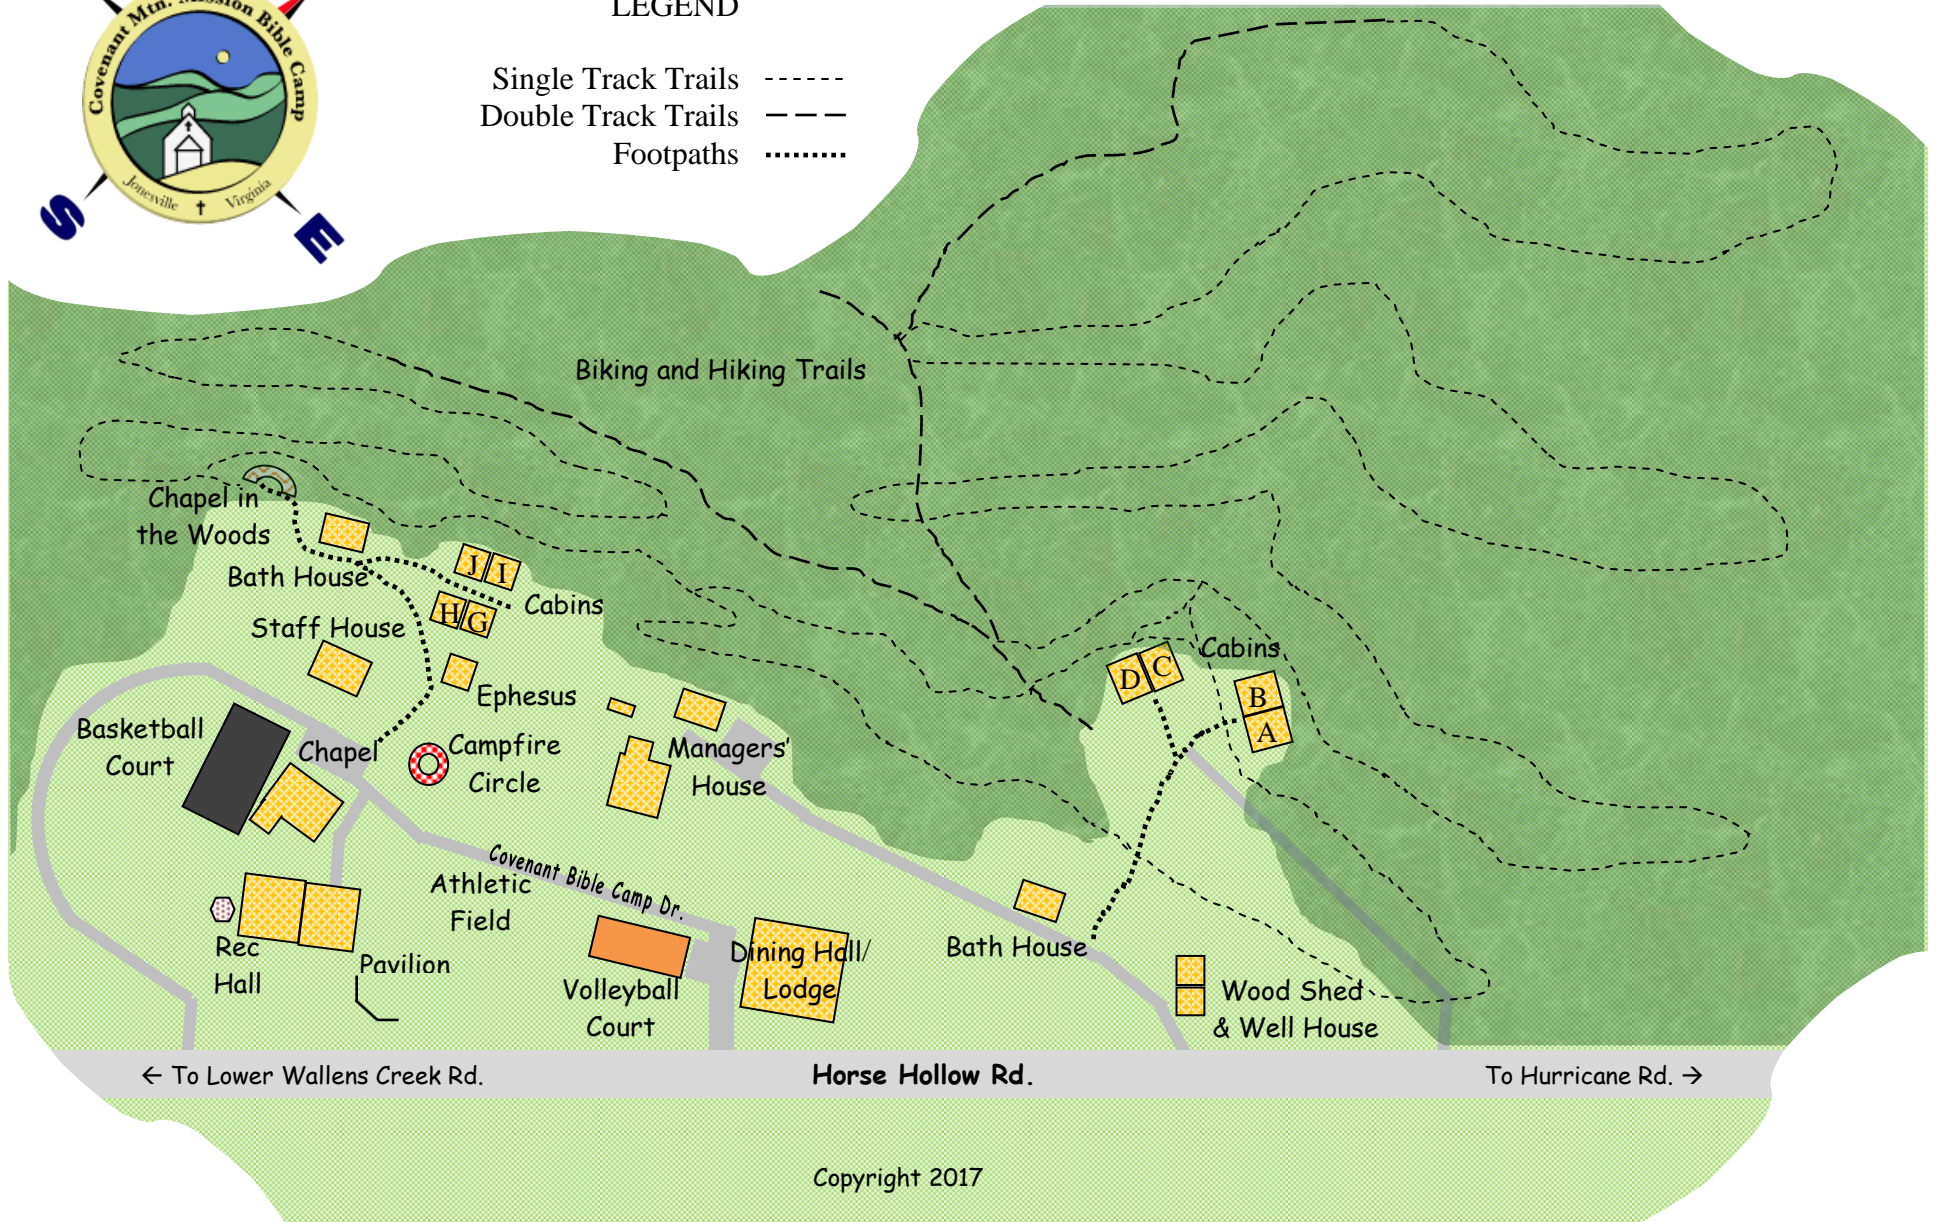 Covenant Mtn. Mission Bible Camp
Jonesville † Virginia
S
E
LEGEND
Single Track Trails
Double Track Trails
Footpaths
Biking and Hiking Trails
Chapel in
the Woods
Bath House
J I
H G
Cabins
Staff House
Ephesus
Cabins
D C
B
A
Basketball
Court
Chapel
Campfire
Circle
Managers'
House
Covenant Bible Camp Dr.
Athletic
Field
Rec
Hall
Pavilion
Volleyball
Court
Dining Hall/
Lodge
Bath House
Wood Shed
& Well House
← To Lower Wallens Creek Rd.
Horse Hollow Rd.
To Hurricane Rd. →
Copyright 2017